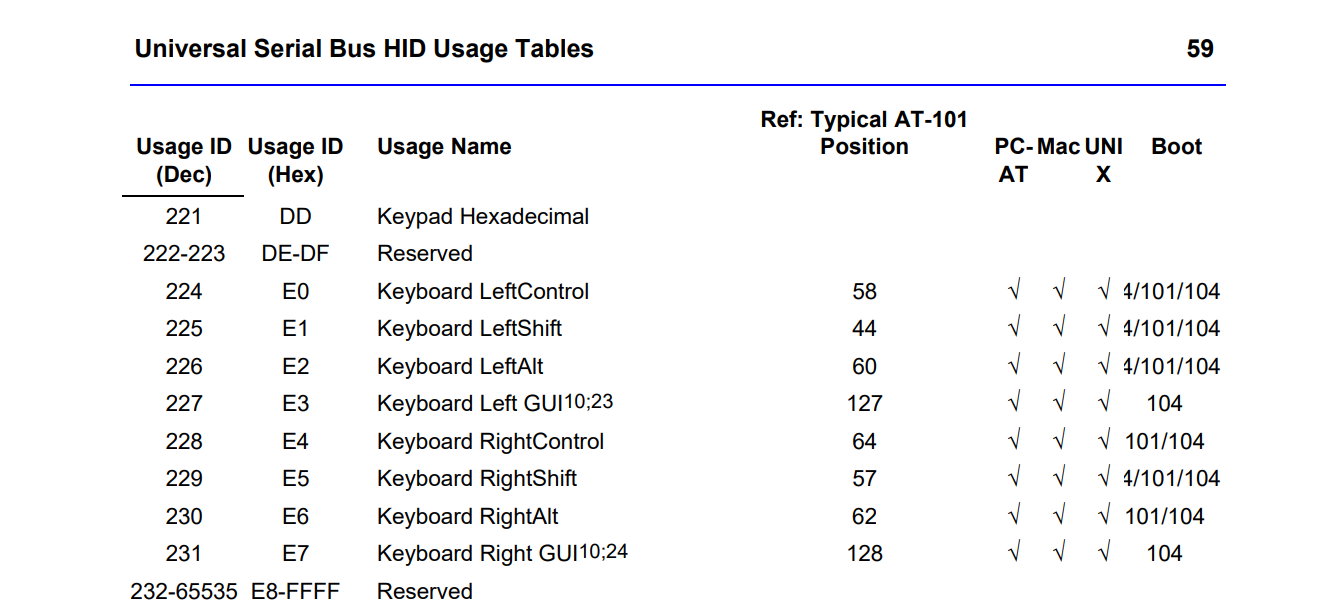 Universal Serial Bus HID Usage Tables 59
Ref: Typical AT-101
Usage ID Usage ID Usage Name Position PC- Mac UNI Boot
(Dec) (Hex) AT X
221 DD Keypad Hexadecimal
222-223 DE-DF Reserved
224 E0 Keyboard LeftControl 58 √ √ √ 4/101/104
225 E1 Keyboard LeftShift 44 √ √ √ 4/101/104
226 E2 Keyboard LeftAlt 60 √ √ √ 4/101/104
227 E3 Keyboard Left GUI10;23 127 √ √ √ 104
228 E4 Keyboard RightControl 64 √ √ √ 101/104
229 E5 Keyboard RightShift 57 √ √ √ 4/101/104
230 E6 Keyboard RightAlt 62 √ √ √ 101/104
231 E7 Keyboard Right GUI10;24 128 √ √ √ 104
232-65535 E8-FFFF Reserved